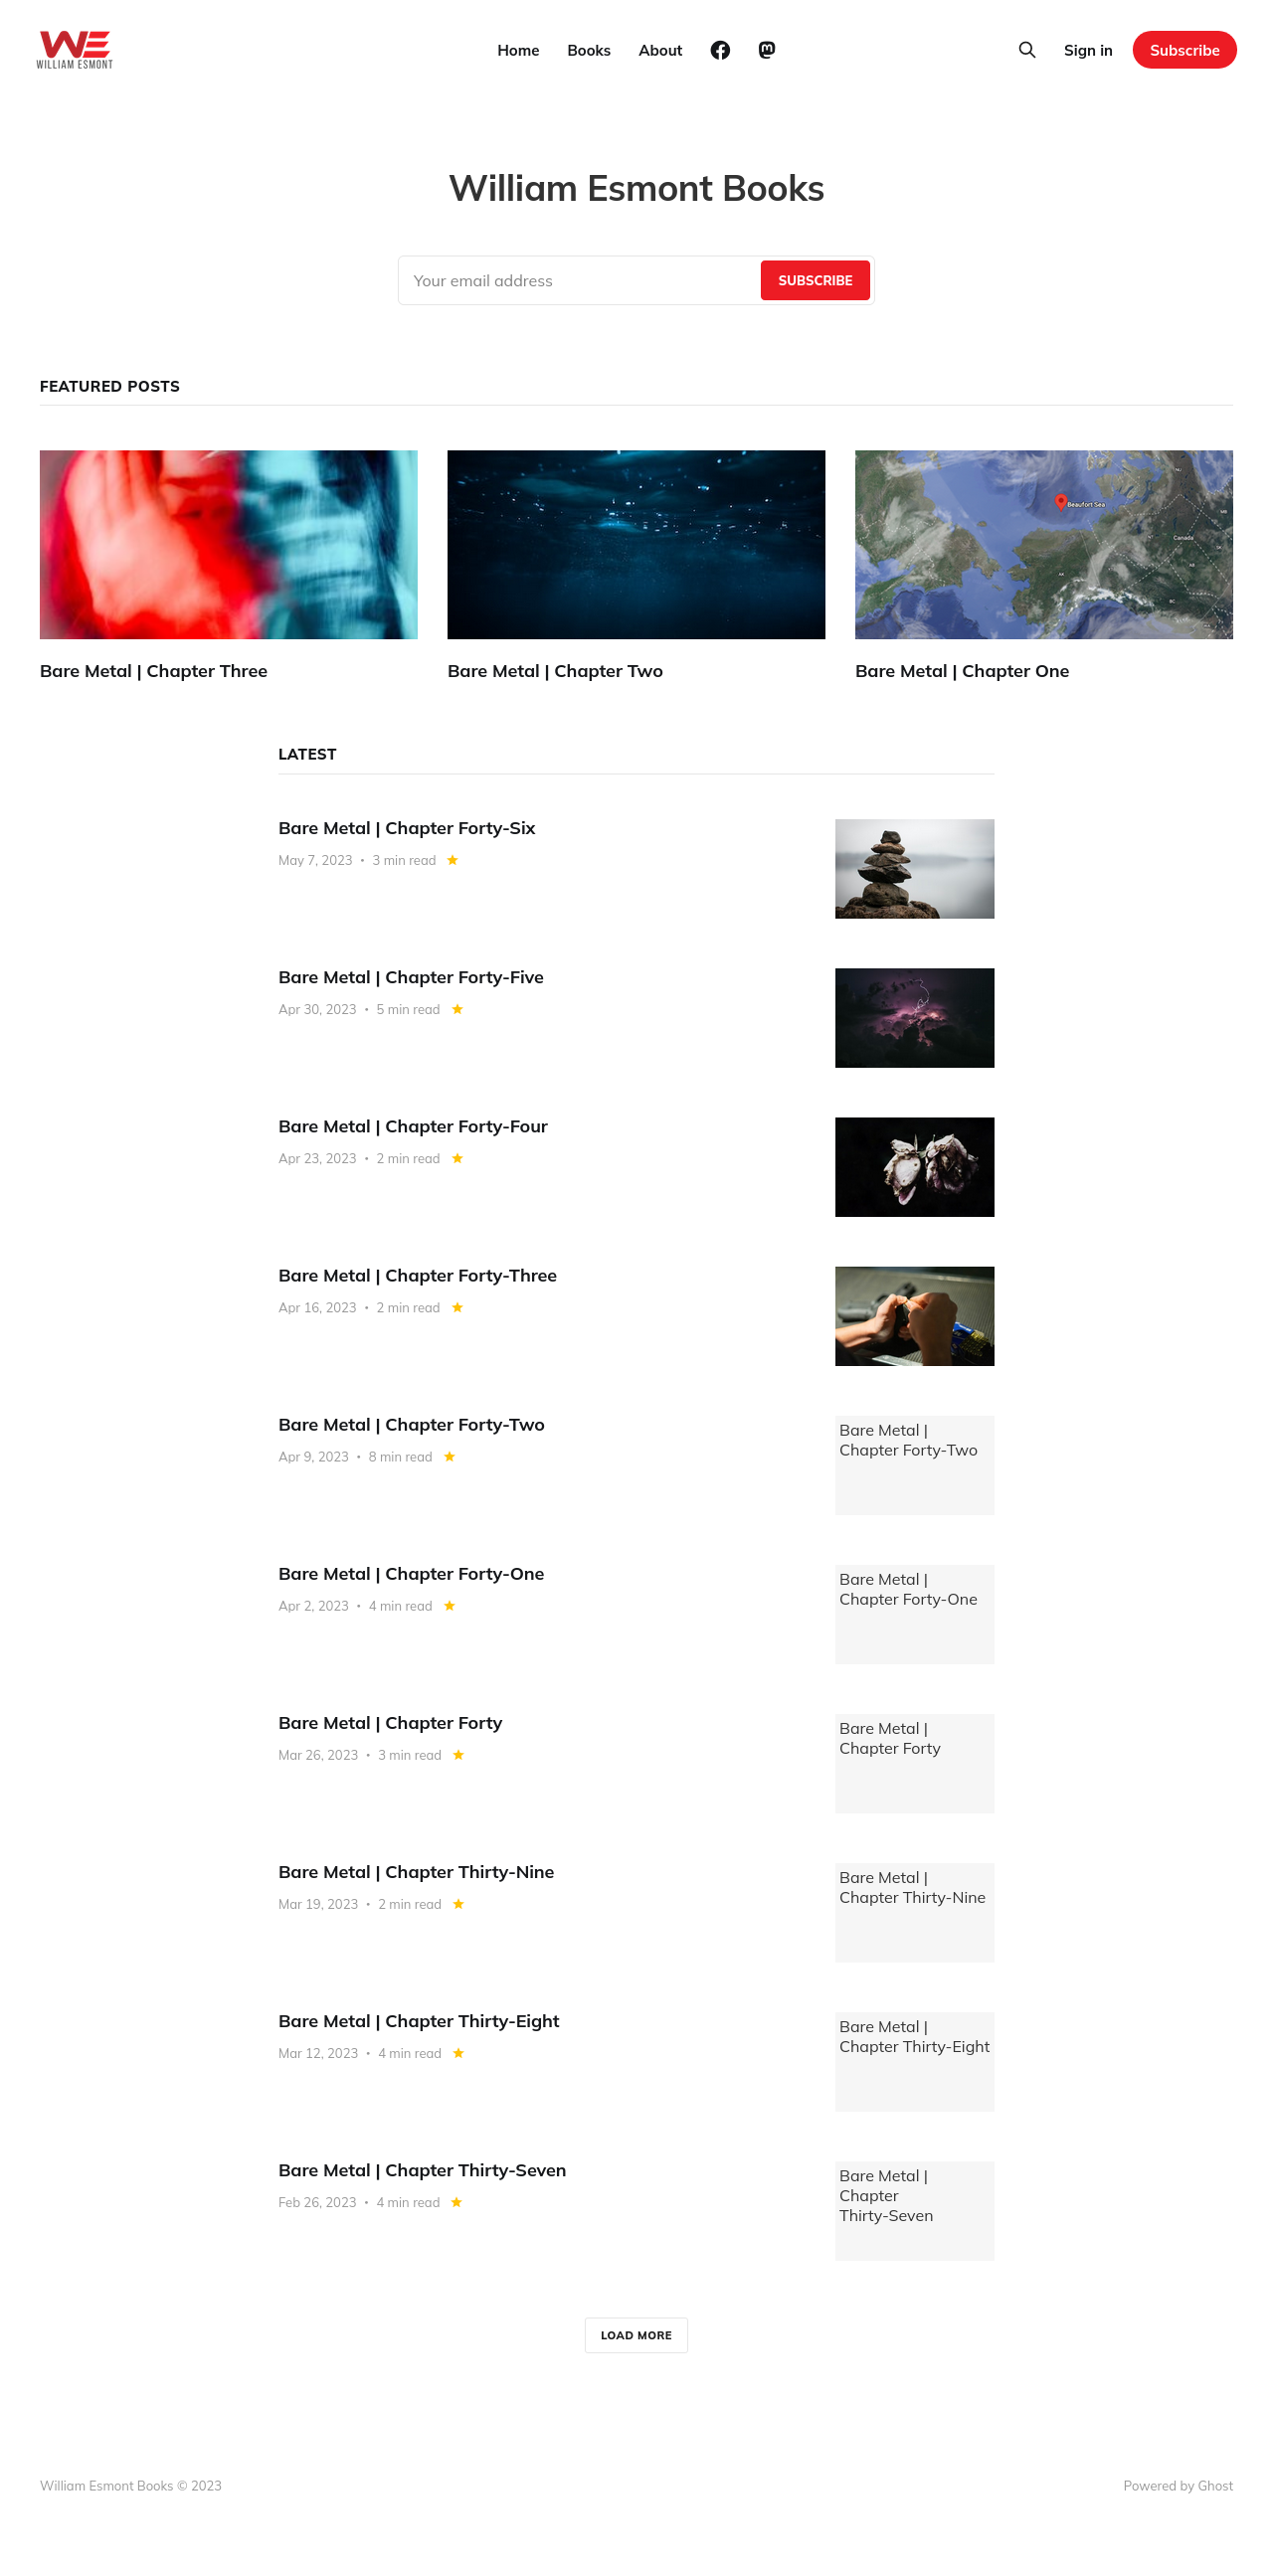 WE
WILLIAM ESMONT
Home Books About
Sign in Subscribe
William Esmont Books
Your email address SUBSCRIBE
FEATURED POSTS
Beaufort Sea
Canada
Bare Metal | Chapter Three
Bare Metal | Chapter Two
Bare Metal | Chapter One
LATEST
Bare Metal | Chapter Forty-Six
May 7, 2023 • 3 min read
Bare Metal | Chapter Forty-Five
Apr 30, 2023 • 5 min read
Bare Metal | Chapter Forty-Four
Apr 23, 2023 • 2 min read
Bare Metal | Chapter Forty-Three
Apr 16, 2023 • 2 min read
Bare Metal | Chapter Forty-Two
Apr 9, 2023 • 8 min read
Bare Metal |
Chapter Forty-Two
Bare Metal | Chapter Forty-One
Apr 2, 2023 • 4 min read
Bare Metal |
Chapter Forty-One
Bare Metal | Chapter Forty
Mar 26, 2023 • 3 min read
Bare Metal |
Chapter Forty
Bare Metal | Chapter Thirty-Nine
Mar 19, 2023 • 2 min read
Bare Metal |
Chapter Thirty-Nine
Bare Metal | Chapter Thirty-Eight
Mar 12, 2023 • 4 min read
Bare Metal |
Chapter Thirty-Eight
Bare Metal | Chapter Thirty-Seven
Feb 26, 2023 • 4 min read
Bare Metal |
Chapter
Thirty-Seven
LOAD MORE
William Esmont Books © 2023
Powered by Ghost